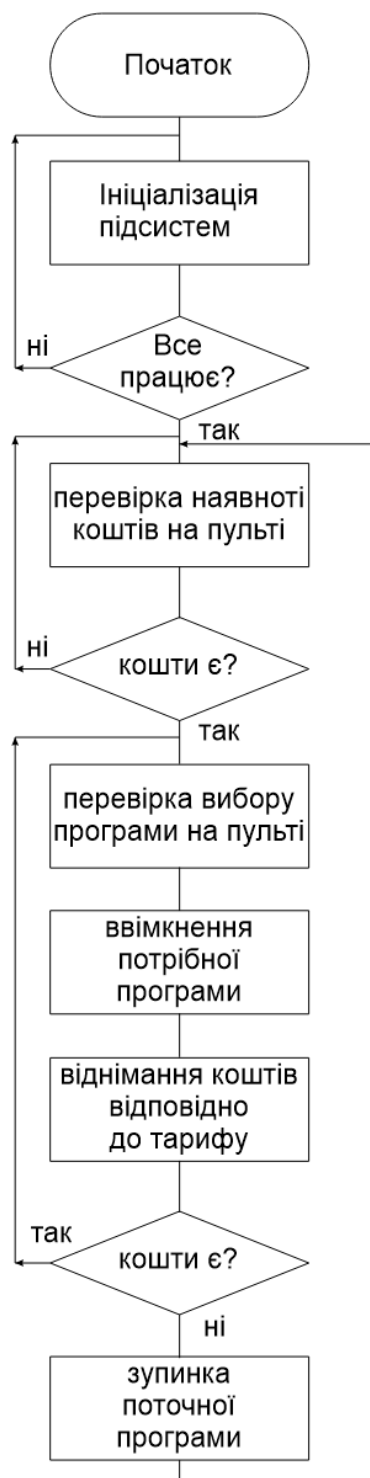 Початок
Ініціалізація
підсистем
ні
Все
працює?
так
перевірка наявноті
коштів на пульті
ні
кошти є?
так
перевірка вибору
програми на пульті
ввімкнення
потрібної
програми
віднімання коштів
відповідно
до тарифу
так
кошти є?
ні
зупинка
поточної
програми